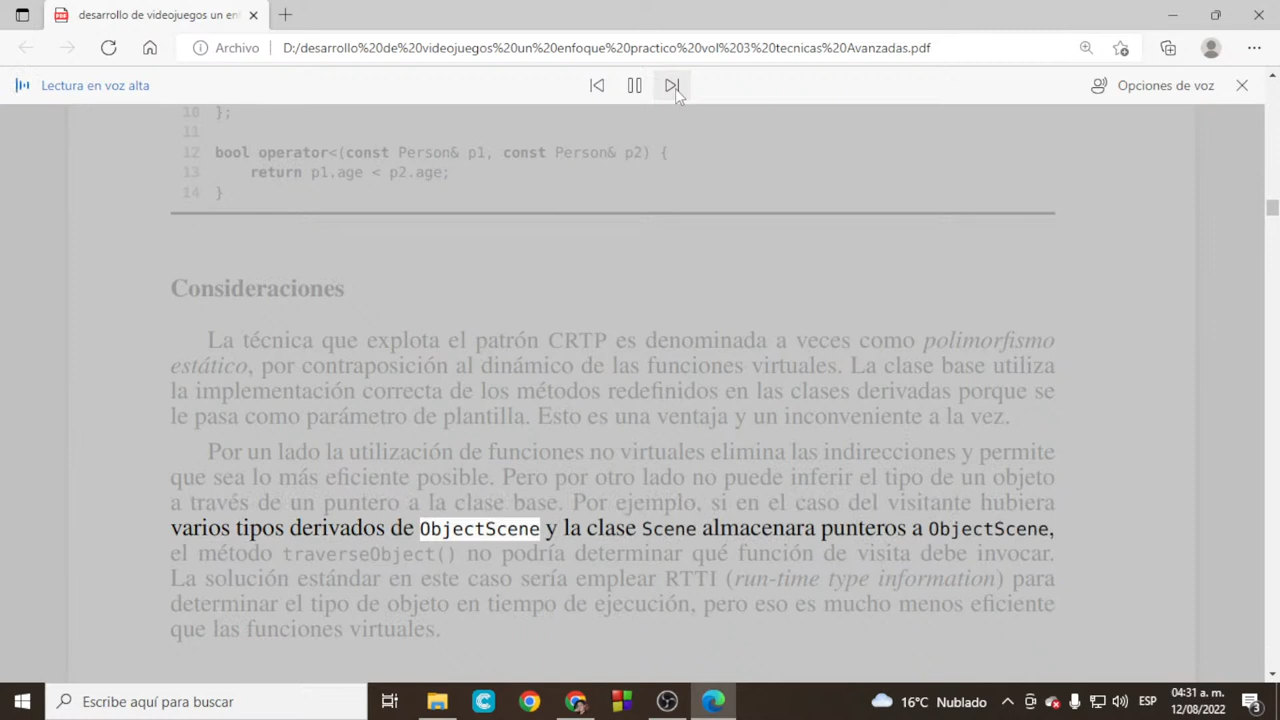 desarrollo de videojuegos un enf
Archivo
D:/desarrollo%20de%20videojuegos%20un%20enfoque%20practico%20vol%203%20tecnicas%20Avanzadas.pdf
Lectura en voz alta
Opciones de voz
10 };
11
12 bool operator<(const Person& p1, const Person& p2) {
13 return p1.age < p2.age;
14 }
Consideraciones
La técnica que explota el patrón CRTP es denominada a veces como polimorfismo
estático, por contraposición al dinámico de las funciones virtuales. La clase base utiliza
la implementación correcta de los métodos redefinidos en las clases derivadas porque se
le pasa como parámetro de plantilla. Esto es una ventaja y un inconveniente a la vez.
Por un lado la utilización de funciones no virtuales elimina las indirecciones y permite
que sea lo más eficiente posible. Pero por otro lado no puede inferir el tipo de un objeto
a través de un puntero a la clase base. Por ejemplo, si en el caso del visitante hubiera
varios tipos derivados de ObjectScene y la clase Scene almacenara punteros a ObjectScene,
el método traverseObject() no podría determinar qué función de visita debe invocar.
La solución estándar en este caso sería emplear RTTI (run-time type information) para
determinar el tipo de objeto en tiempo de ejecución, pero eso es mucho menos eficiente
que las funciones virtuales.
Escribe aquí para buscar
16°C Nublado
ESP
04:31 a. m.
12/08/2022
3